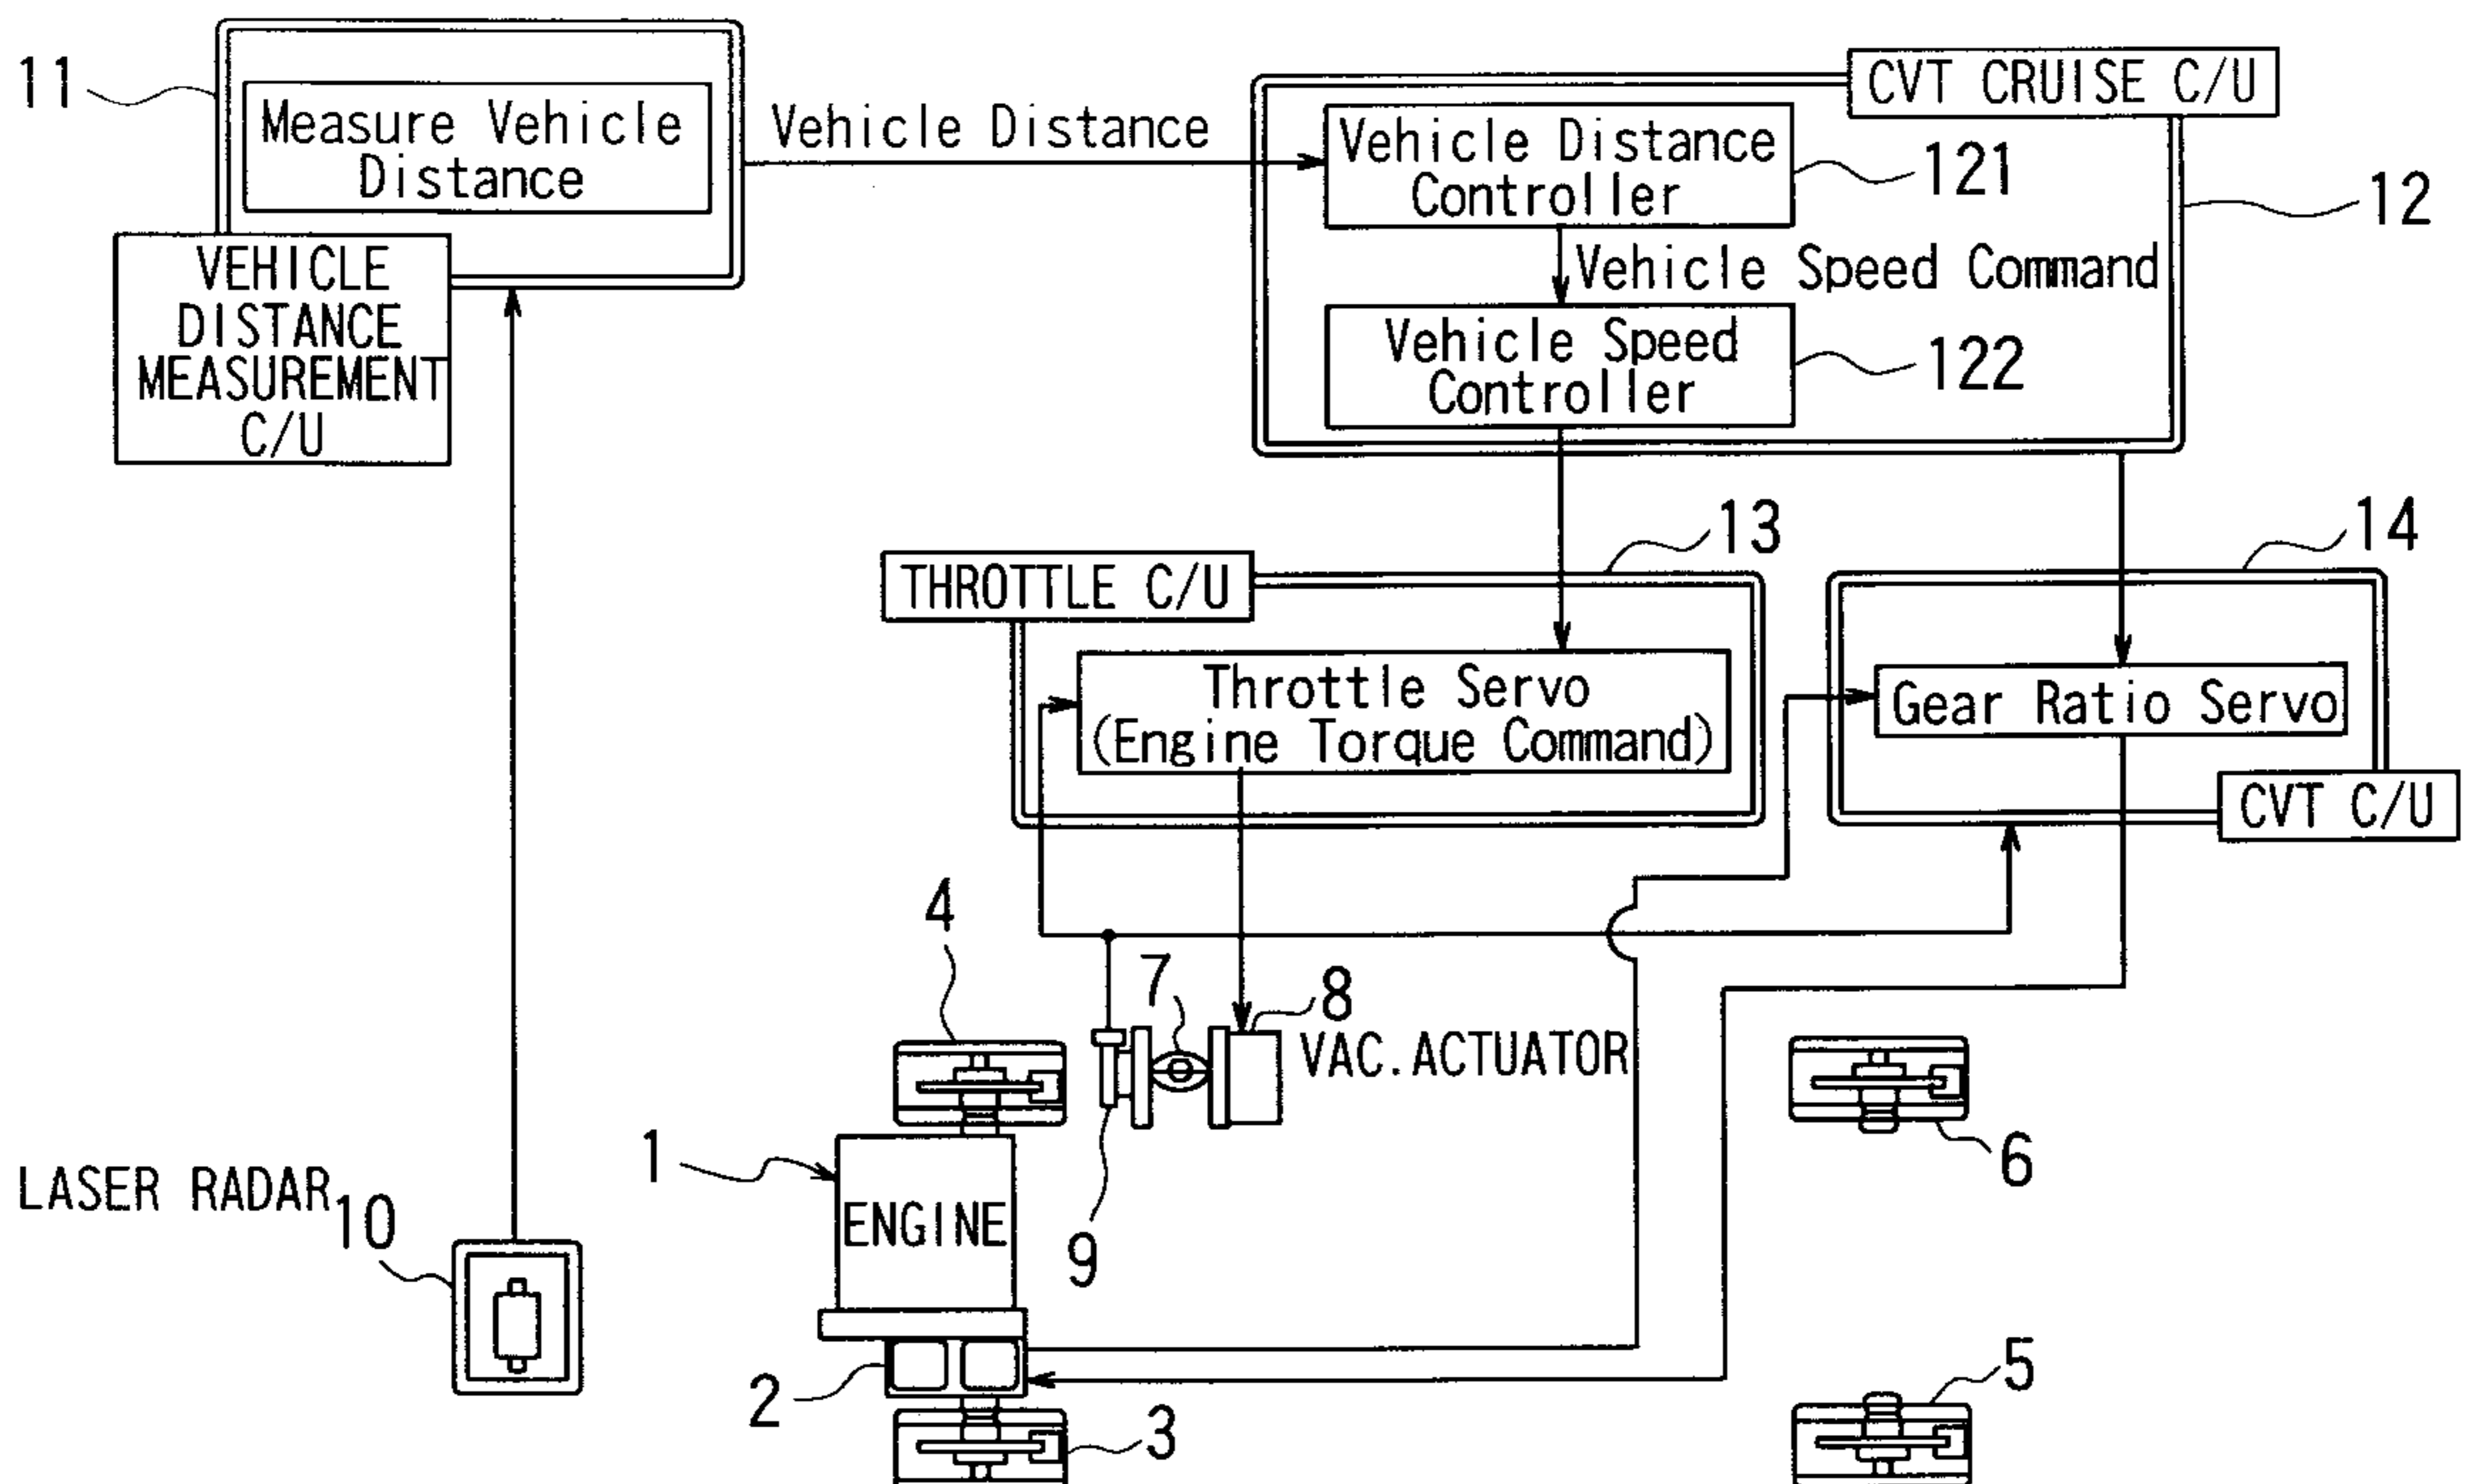 11
Measure Vehicle
Distance
VEHICLE
DISTANCE
MEASUREMENT
C/U
Vehicle Distance
CVT CRUISE C/U
Vehicle Distance
Controller
121
12
Vehicle Speed Command
Vehicle Speed
Controller
122
13
14
THROTTLE C/U
Throttle Servo
(Engine Torque Command)
Gear Ratio Servo
CVT C/U
4
7
8
VAC.ACTUATOR
1
6
LASER RADAR
10
ENGINE
9
2
3
5